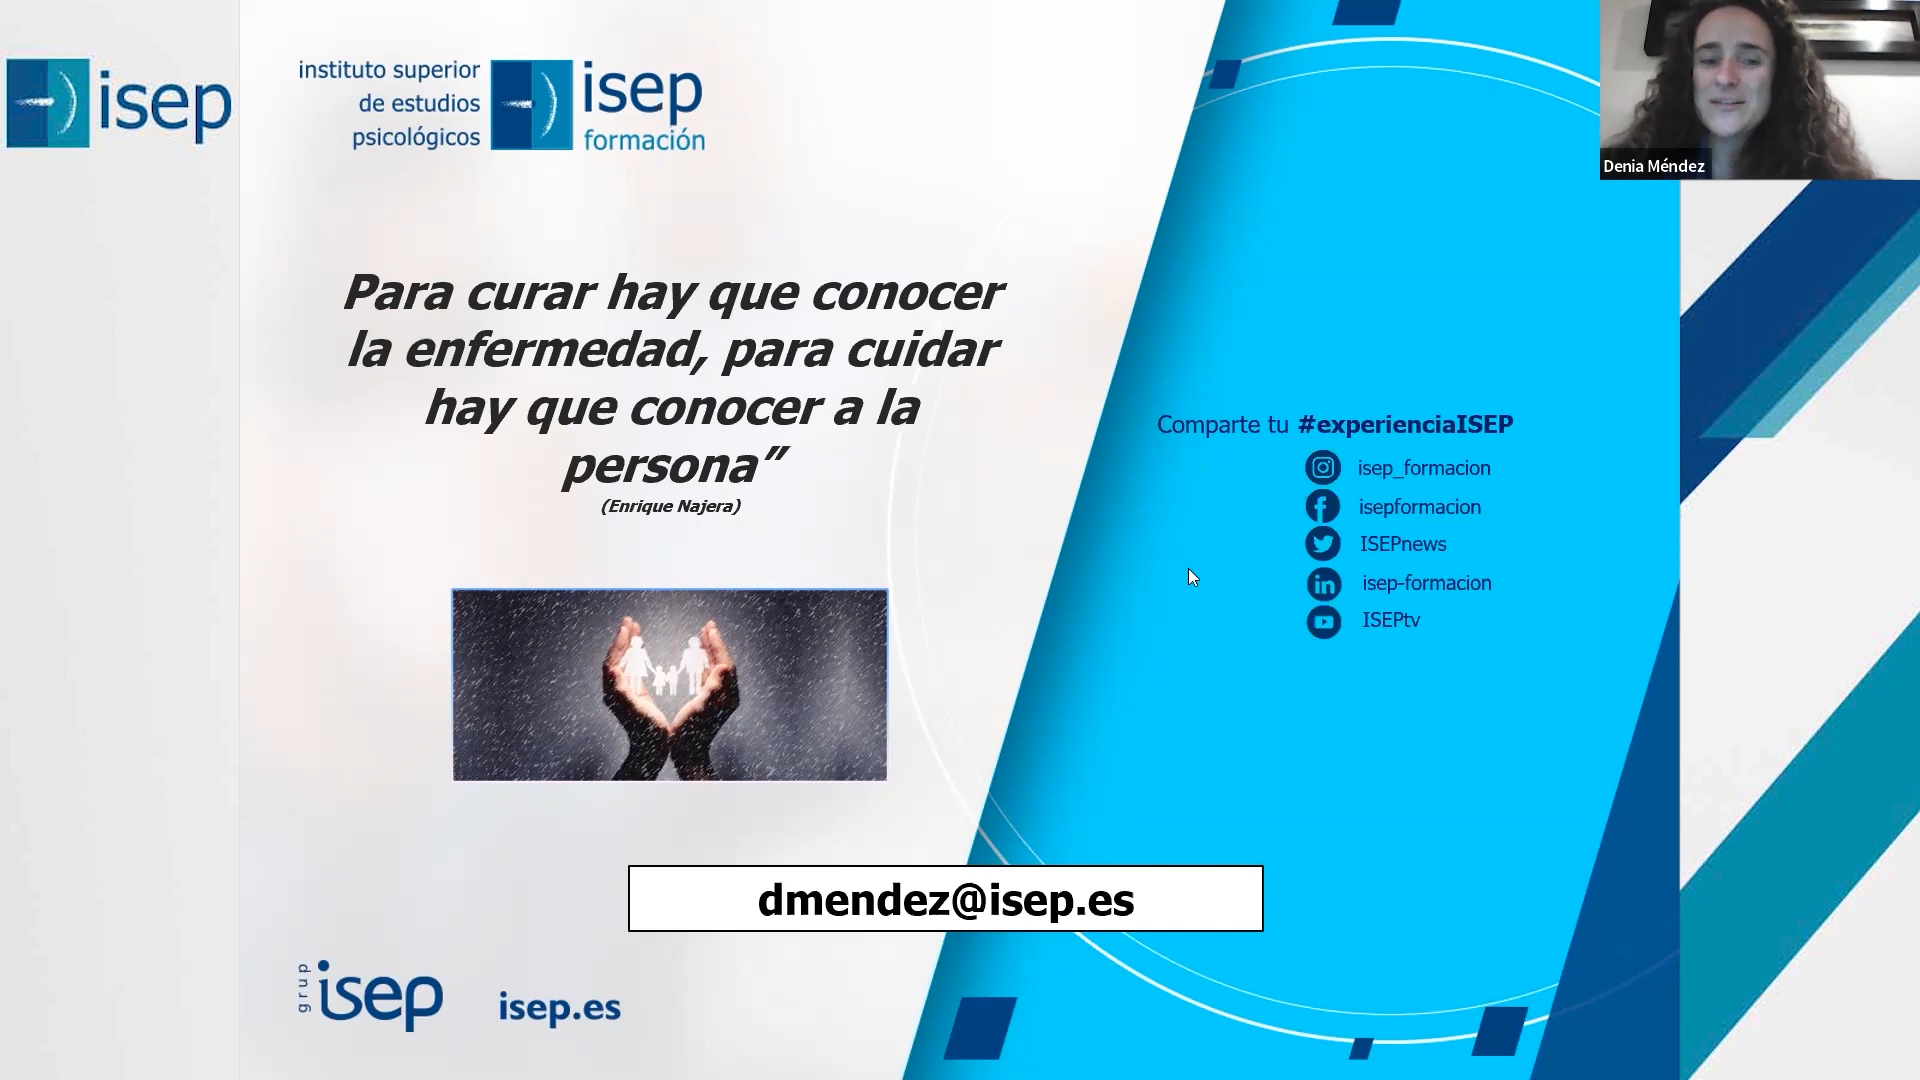 isep
instituto superior
de estudios
psicológicos
isep
formación
Denia Méndez
Para curar hay que conocer
la enfermedad, para cuidar
hay que conocer a la
persona”
(Enrique Najera)
Comparte tu #experienciaISEP
isep_formacion
isepformacion
ISEPnews
isep-formacion
ISEPtv
dmendez@isep.es
grup isep
isep.es